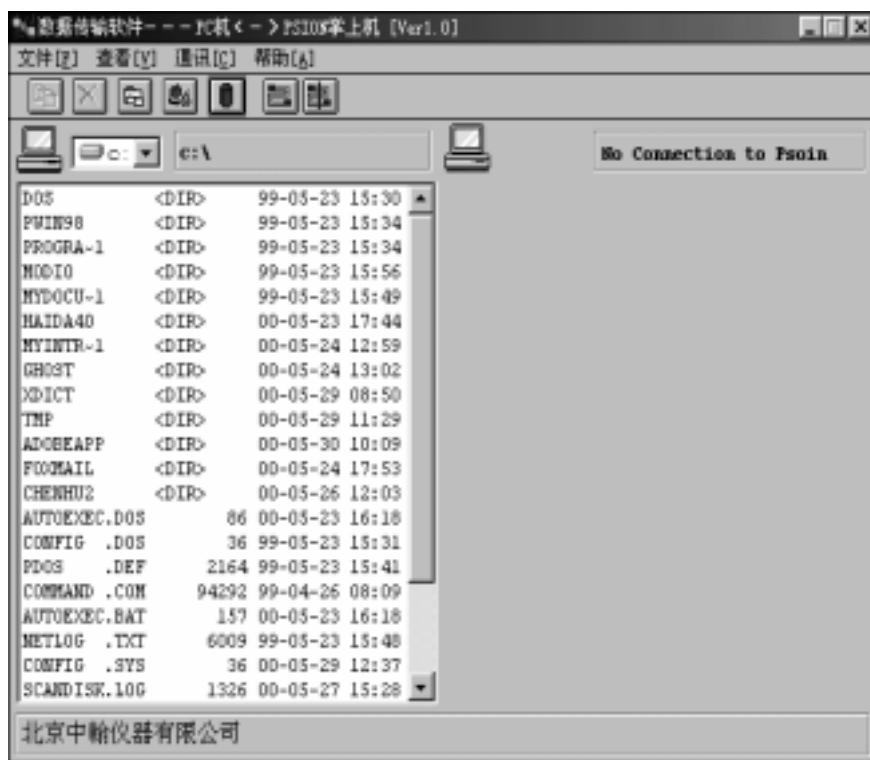 数据传输软件---PC机<->PSION掌上机 [Ver1.0]
文件[F] 查看[V] 通讯[C] 帮助[A]
c: c:\ No Connection to Psoin
DOS <DIR> 99-05-23 15:30
PWIN98 <DIR> 99-05-23 15:34
PROGRA~1 <DIR> 99-05-23 15:34
MODIO <DIR> 99-05-23 15:56
MYDOCU~1 <DIR> 99-05-23 15:49
HAIDA40 <DIR> 00-05-23 17:44
MYINTR~1 <DIR> 00-05-24 12:59
GHOST <DIR> 00-05-24 13:02
XDICT <DIR> 00-05-29 08:50
TMP <DIR> 00-05-29 11:29
ADOBEAPP <DIR> 00-05-30 10:09
FOXMAIL <DIR> 00-05-24 17:53
CHENHU2 <DIR> 00-05-26 12:03
AUTOEXEC.DOS 86 00-05-23 16:18
CONFIG .DOS 36 99-05-23 15:31
PDOS .DEF 2164 99-05-23 15:41
COMMAND .COM 94292 99-04-26 08:09
AUTOEXEC.BAT 157 00-05-23 16:18
NETLOG .TXT 6009 99-05-23 15:48
CONFIG .SYS 36 00-05-29 12:37
SCANDISK.LOG 1326 00-05-27 15:28
北京中翰仪器有限公司